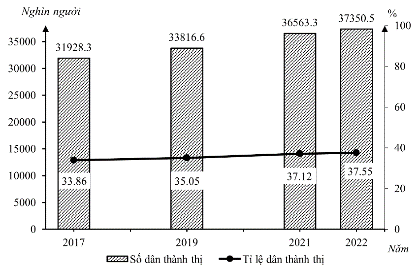 Nghìn người
%
31928.3 33816.6 36563.3 37350.5
35000
30000
25000
20000
15000
10000
5000
0
100
80
60
40
20
0
33.86 35.05 37.12 37.55
2017 2019 2021 2022
Năm
Số dân thành thị Tỉ lệ dân thành thị